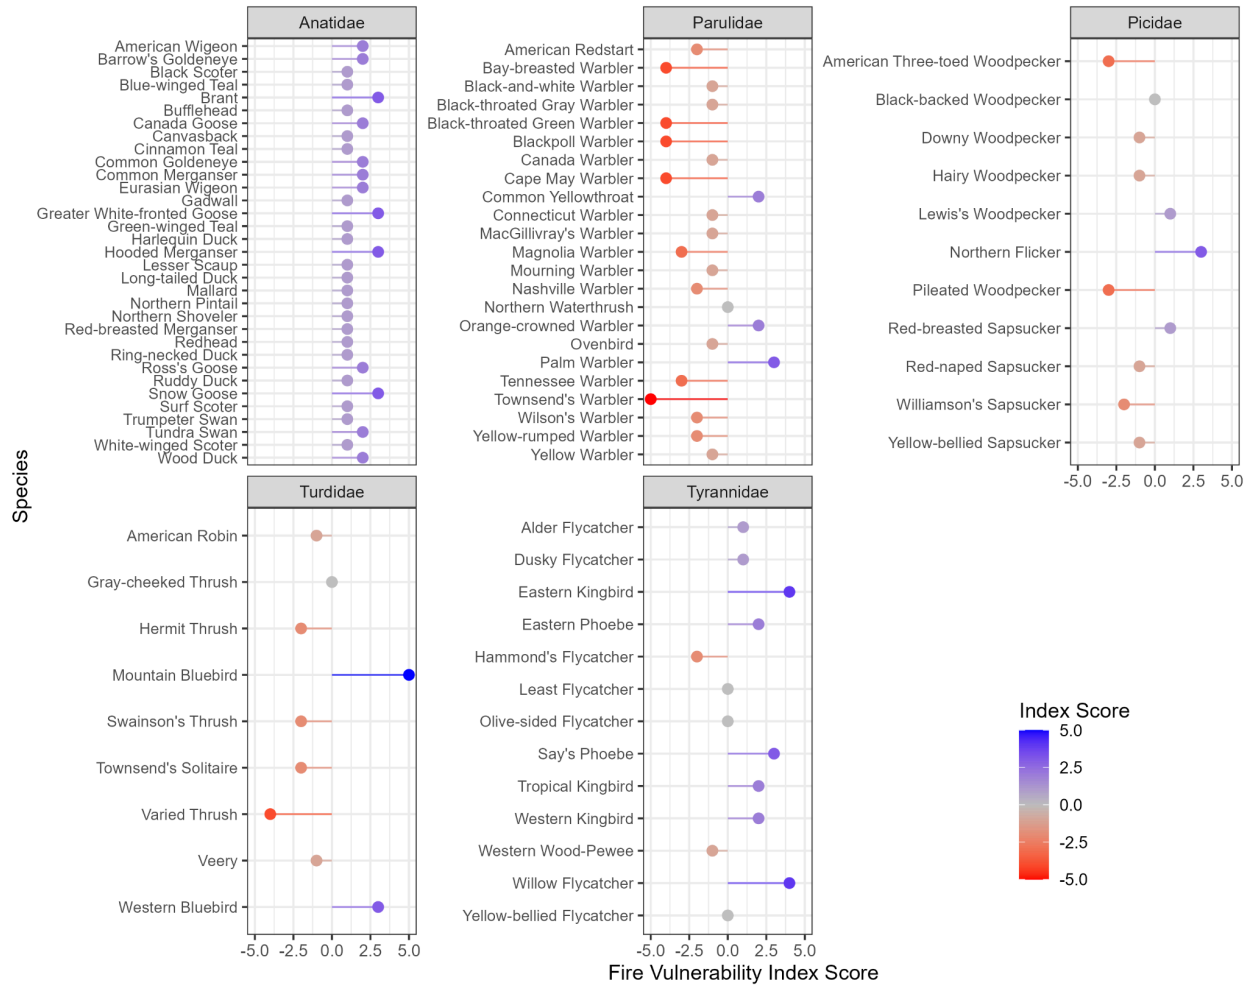 Anatidae
American Wigeon
Barrow's Goldeneye
Black Scoter
Blue-winged Teal
Brant
Bufflehead
Canada Goose
Canvasback
Cinnamon Teal
Common Goldeneye
Common Merganser
Eurasian Wigeon
Gadwall
Greater White-fronted Goose
Green-winged Teal
Harlequin Duck
Hooded Merganser
Lesser Scaup
Long-tailed Duck
Mallard
Northern Pintail
Northern Shoveler
Red-breasted Merganser
Redhead
Ring-necked Duck
Ross's Goose
Ruddy Duck
Snow Goose
Surf Scoter
Trumpeter Swan
Tundra Swan
White-winged Scoter
Wood Duck
Parulidae
American Redstart
Bay-breasted Warbler
Black-and-white Warbler
Black-throated Gray Warbler
Black-throated Green Warbler
Blackpoll Warbler
Canada Warbler
Cape May Warbler
Common Yellowthroat
Connecticut Warbler
MacGillivray's Warbler
Magnolia Warbler
Mourning Warbler
Nashville Warbler
Northern Waterthrush
Orange-crowned Warbler
Ovenbird
Palm Warbler
Tennessee Warbler
Townsend's Warbler
Wilson's Warbler
Yellow-rumped Warbler
Yellow Warbler
Picidae
American Three-toed Woodpecker
Black-backed Woodpecker
Downy Woodpecker
Hairy Woodpecker
Lewis's Woodpecker
Northern Flicker
Pileated Woodpecker
Red-breasted Sapsucker
Red-naped Sapsucker
Williamson's Sapsucker
Yellow-bellied Sapsucker
-5.0 -2.5 0.0 2.5 5.0
Species
Turdidae
American Robin
Gray-cheeked Thrush
Hermit Thrush
Mountain Bluebird
Swainson's Thrush
Townsend's Solitaire
Varied Thrush
Veery
Western Bluebird
-5.0 -2.5 0.0 2.5 5.0
Tyrannidae
Alder Flycatcher
Dusky Flycatcher
Eastern Kingbird
Eastern Phoebe
Hammond's Flycatcher
Least Flycatcher
Olive-sided Flycatcher
Say's Phoebe
Tropical Kingbird
Western Kingbird
Western Wood-Pewee
Willow Flycatcher
Yellow-bellied Flycatcher
-5.0 -2.5 0.0 2.5 5.0
Fire Vulnerability Index Score
Index Score
5.0
2.5
0.0
-2.5
-5.0